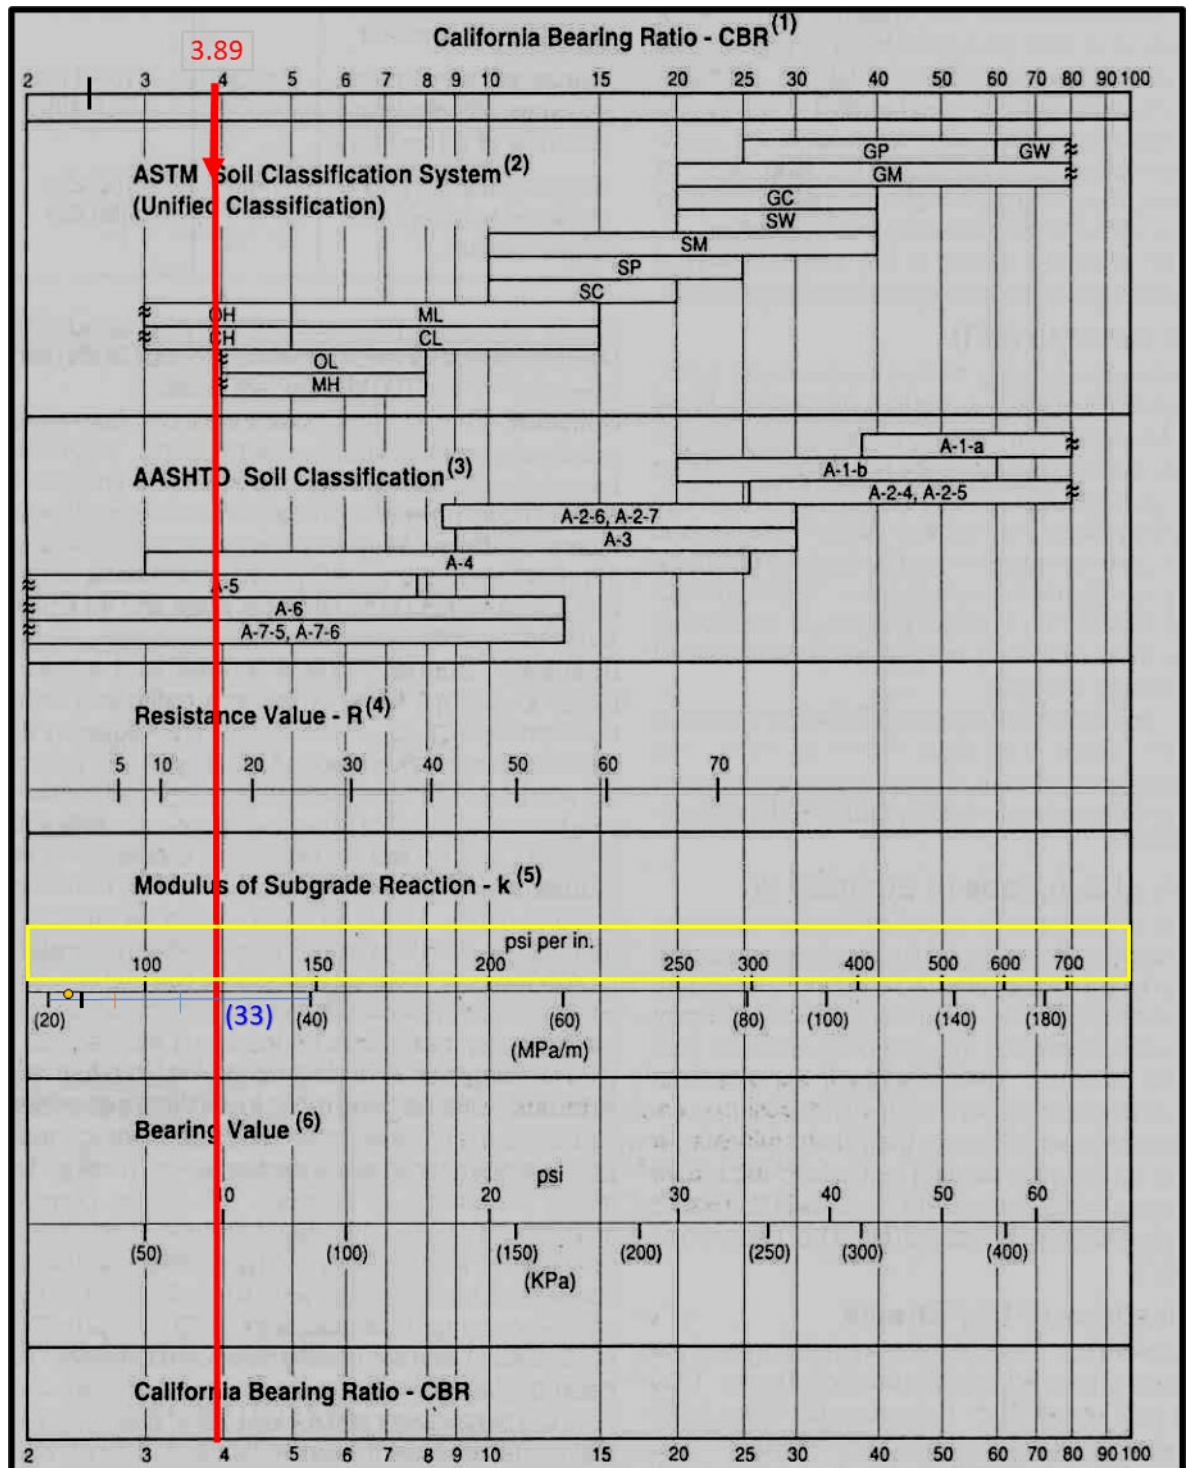 California Bearing Ratio - CBR(1)
3.89
2 3 4 5 6 7 8 9 10 15 20 25 30 40 50 60 70 80 90 100
GP GW
ASTM Soil Classification System(2)
GM
(Unified Classification)
GC
SW
SM
SP
SC
OH ML
CH CL
OL
MH
A-1-a
AASHTO Soil Classification(3)
A-1-b
A-2-4, A-2-5
A-2-6, A-2-7
A-3
A-4
A-5
A-6
A-7-5, A-7-6
Resistance Value - R(4)
5 10 20 30 40 50 60 70
Modulus of Subgrade Reaction - k(5)
psi per in.
100 150 200 250 300 400 500 600 700
(20) (33) (40) (60) (80) (100) (140) (180)
(MPa/m)
Bearing Value(6)
psi
10 20 30 40 50 60
(50) (100) (150) (200) (250) (300) (400)
(KPa)
California Bearing Ratio - CBR
2 3 4 5 6 7 8 9 10 15 20 25 30 40 50 60 70 80 90 100